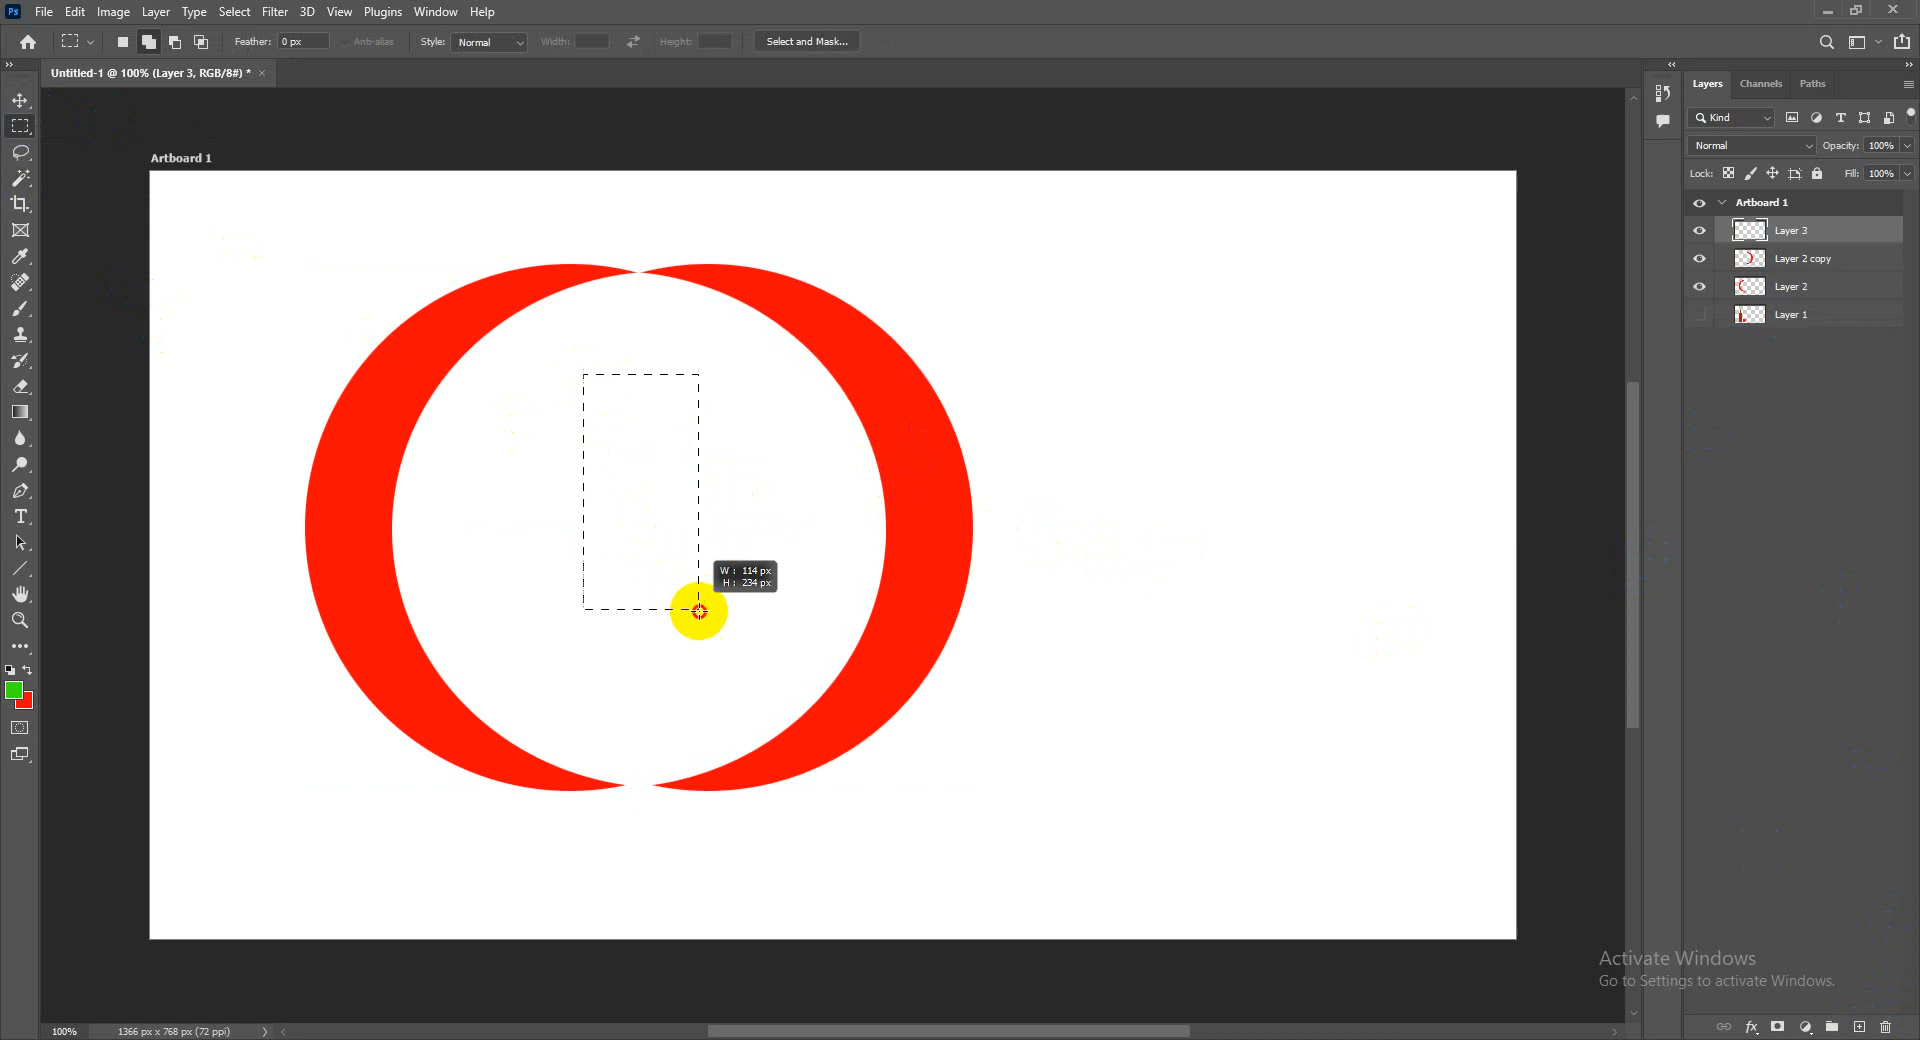 Ps File Edit Image Layer Type Select Filter 3D View Plugins Window Help
Feather: 0 px Anti-alias Style: Normal Width: Height: Select and Mask...
Untitled-1 @ 100% (Layer 3, RGB/8#) * ×
Layers Channels Paths
Kind
Normal Opacity: 100%
Lock: Fill: 100%
Artboard 1
Artboard 1
Layer 3
Layer 2 copy
Layer 2
Layer 1
W : 114 px
H : 234 px
Activate Windows
Go to Settings to activate Windows.
100% 1366 px x 768 px (72 ppi)